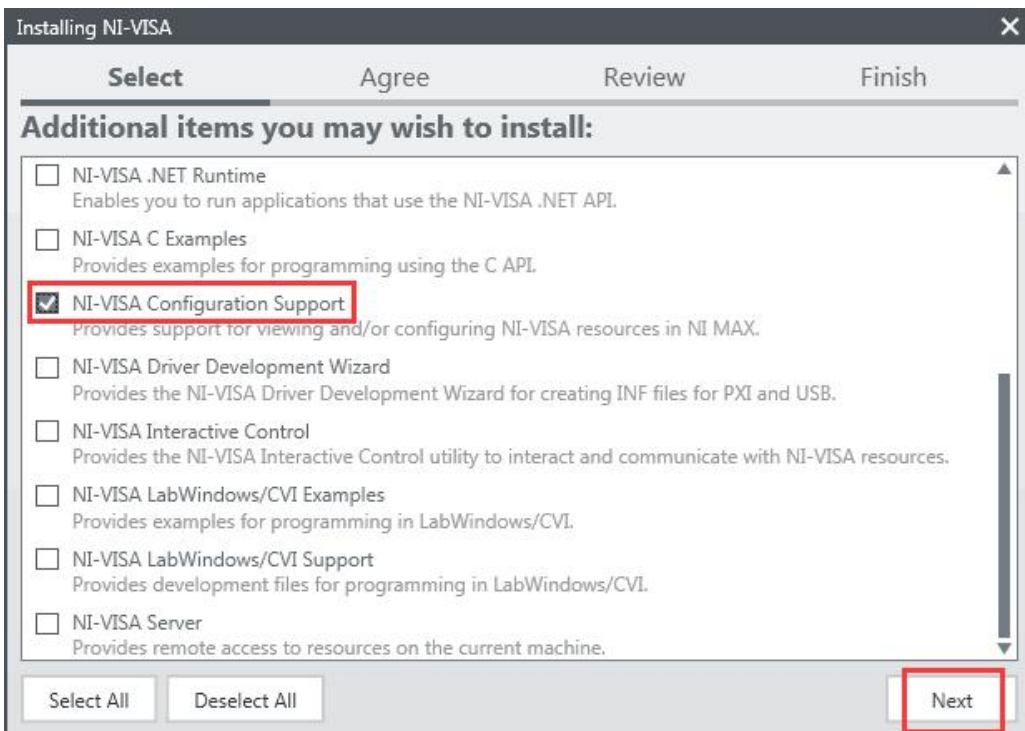 Installing NI-VISA
Select Agree Review Finish
Additional items you may wish to install:
NI-VISA .NET Runtime
Enables you to run applications that use the NI-VISA .NET API.
NI-VISA C Examples
Provides examples for programming using the C API.
NI-VISA Configuration Support
Provides support for viewing and/or configuring NI-VISA resources in NI MAX.
NI-VISA Driver Development Wizard
Provides the NI-VISA Driver Development Wizard for creating INF files for PXI and USB.
NI-VISA Interactive Control
Provides the NI-VISA Interactive Control utility to interact and communicate with NI-VISA resources.
NI-VISA LabWindows/CVI Examples
Provides examples for programming in LabWindows/CVI.
NI-VISA LabWindows/CVI Support
Provides development files for programming in LabWindows/CVI.
NI-VISA Server
Provides remote access to resources on the current machine.
Select All Deselect All Next